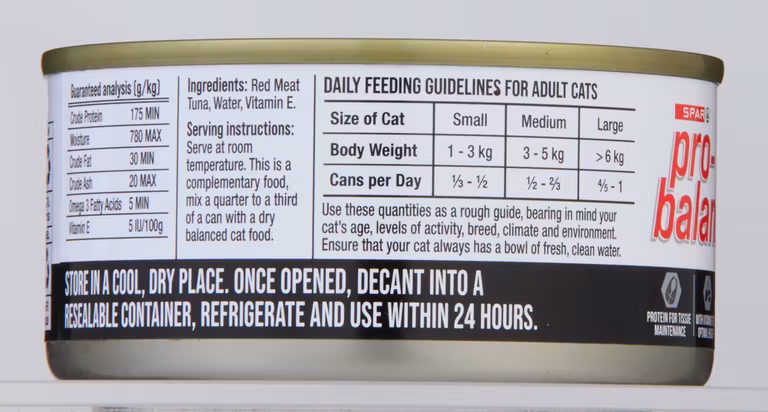 Guaranteed analysis (g/kg)
Crude Protein 175 MIN
Moisture 780 MAX
Crude Fat 30 MIN
Crude Ash 20 MAX
Omega 3 Fatty Acids 5 MIN
Vitamin E 5 IU/100g
Ingredients: Red Meat
Tuna, Water, Vitamin E.
Serving instructions:
Serve at room
temperature. This is a
complementary food,
mix a quarter to a third
of a can with a dry
balanced cat food.
DAILY FEEDING GUIDELINES FOR ADULT CATS
Size of Cat Small Medium Large
Body Weight 1 - 3 kg 3 - 5 kg >6 kg
Cans per Day ⅓ - ½ ½ - ⅔ ⅘ - 1
Use these quantities as a rough guide, bearing in mind your
cat's age, levels of activity, breed, climate and environment.
Ensure that your cat always has a bowl of fresh, clean water.
STORE IN A COOL, DRY PLACE. ONCE OPENED, DECANT INTO A
RESEALABLE CONTAINER, REFRIGERATE AND USE WITHIN 24 HOURS.
SPAR
pro-
balan
PROTEIN FOR TISSUE
MAINTENANCE